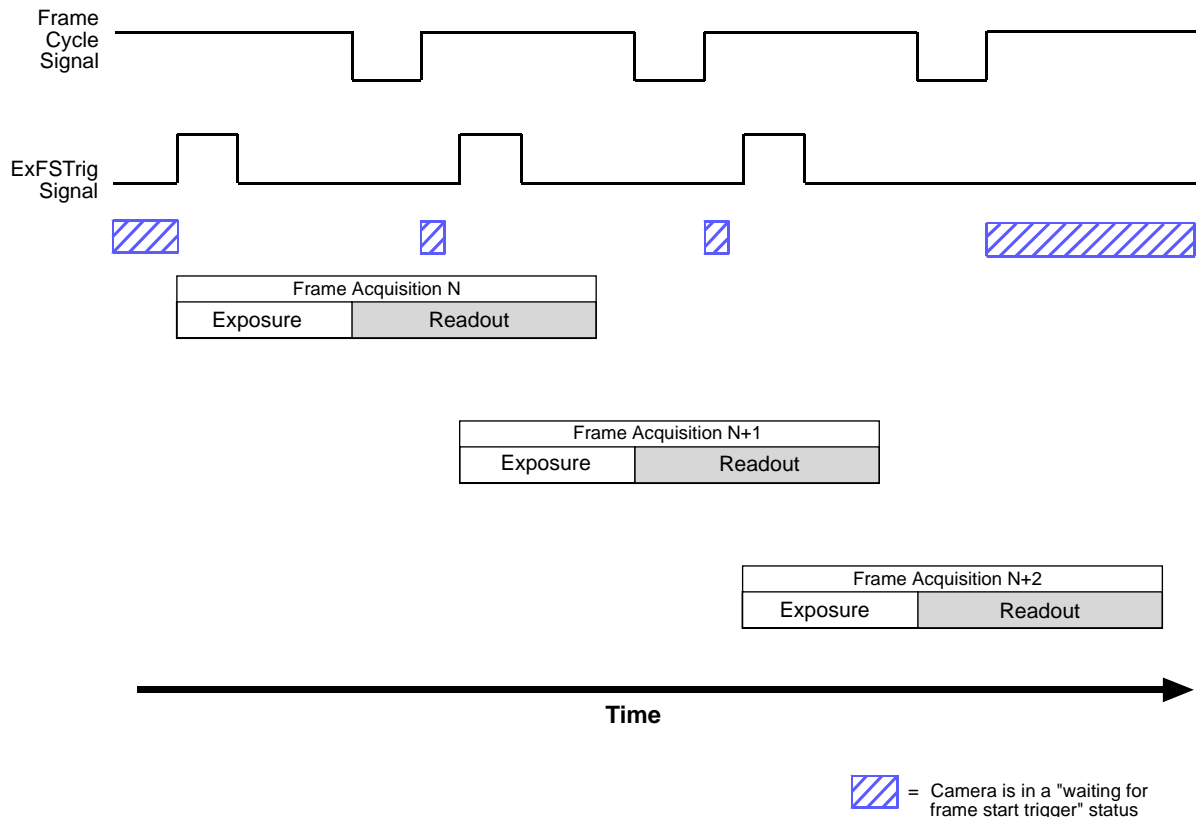 Frame
Cycle
Signal
ExFSTrig
Signal
Frame Acquisition N
Exposure
Readout
Frame Acquisition N+1
Exposure
Readout
Frame Acquisition N+2
Exposure
Readout
Time
= Camera is in a "waiting for
frame start trigger" status